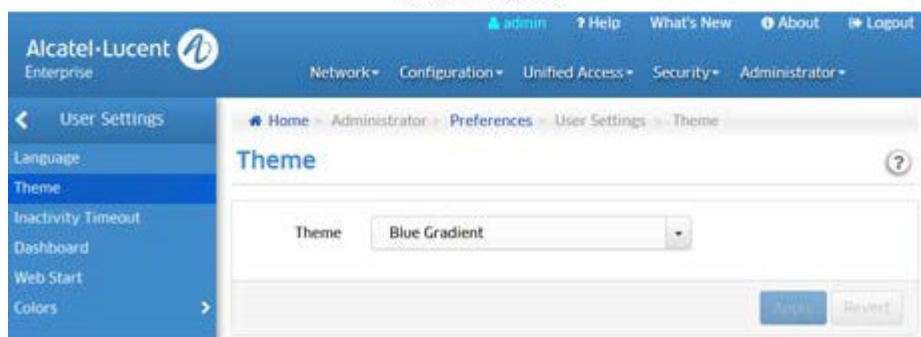 admin ? Help What's New About Logout
Alcatel·Lucent
Enterprise
Network Configuration Unified Access Security Administrator
User Settings
Home > Administrator > Preferences > User Settings > Theme
Language
Theme
Inactivity Timeout
Dashboard
Web Start
Colors
Theme
Theme Blue Gradient
Apply Revert